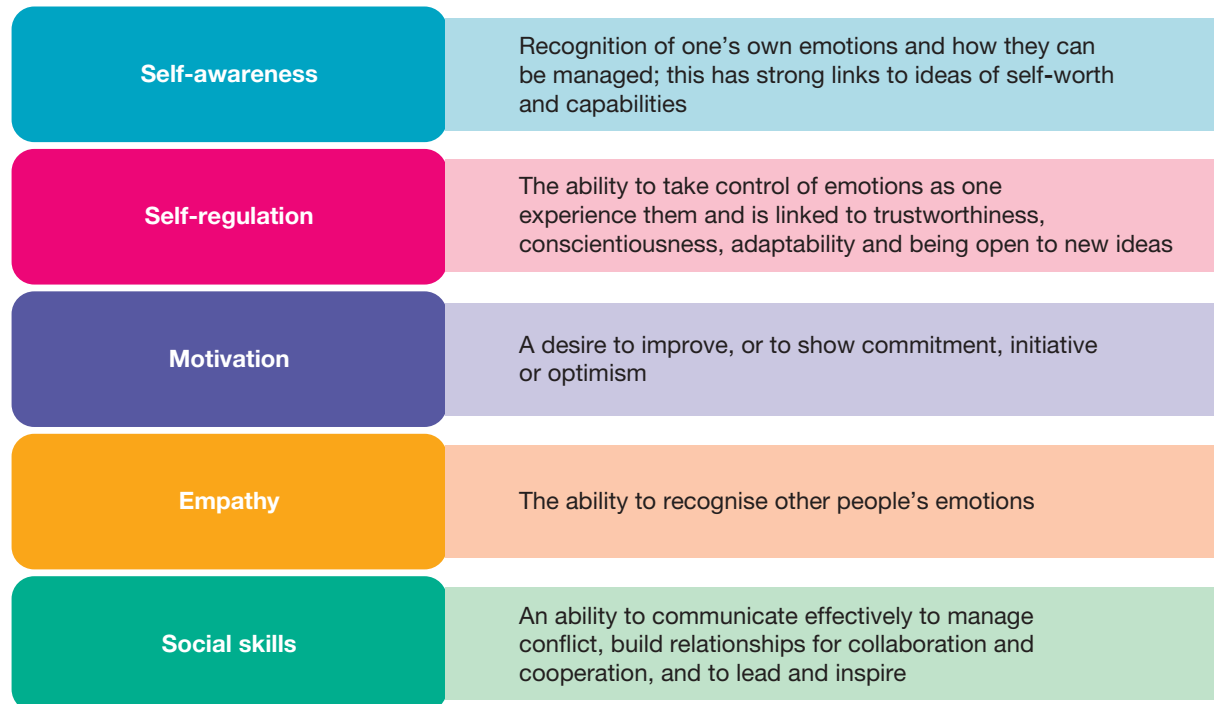 Self-awareness
Recognition of one's own emotions and how they can
be managed; this has strong links to ideas of self-worth
and capabilities
Self-regulation
The ability to take control of emotions as one
experience them and is linked to trustworthiness,
conscientiousness, adaptability and being open to new ideas
Motivation
A desire to improve, or to show commitment, initiative
or optimism
Empathy
The ability to recognise other people's emotions
Social skills
An ability to communicate effectively to manage
conflict, build relationships for collaboration and
cooperation, and to lead and inspire